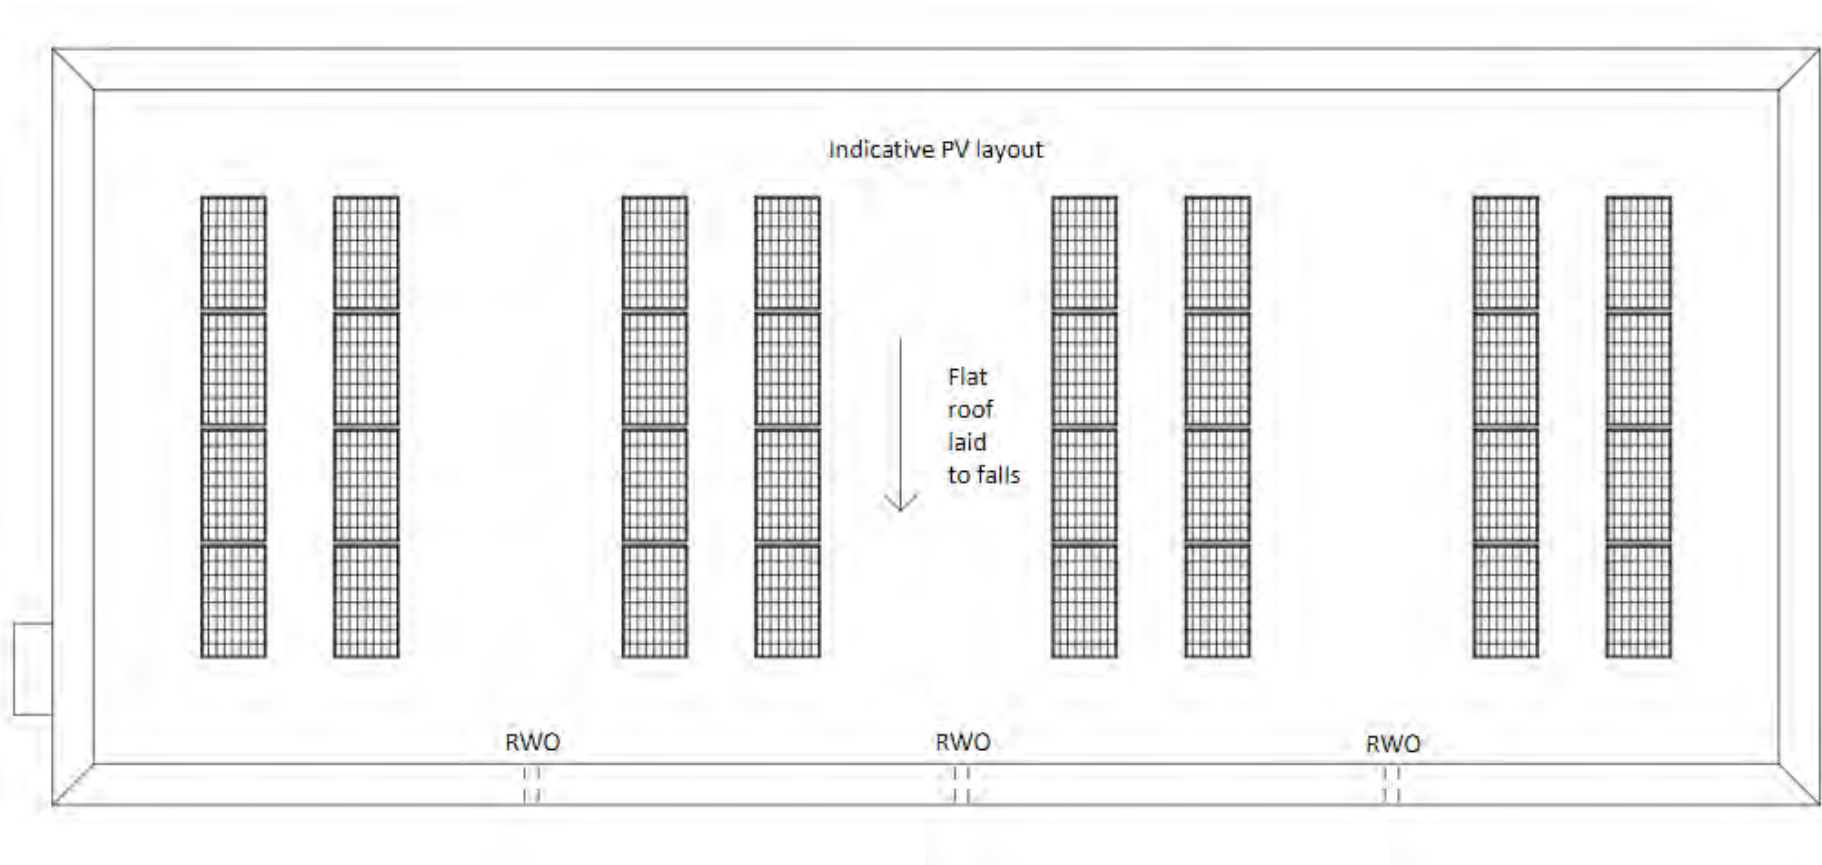 Indicative PV layout
Flat
roof
laid
to falls
RWO
RWO
RWO